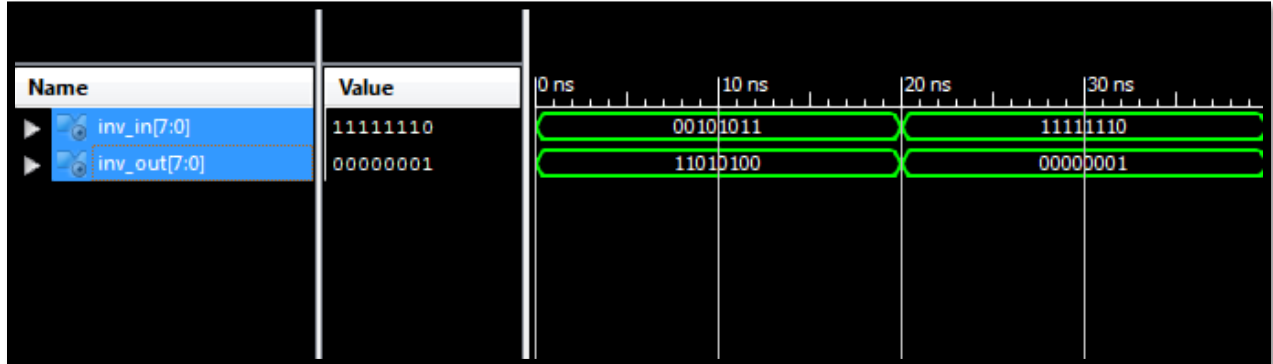 Name Value 0 ns 10 ns 20 ns 30 ns
inv_in[7:0] 11111110 00101011 11111110
inv_out[7:0] 00000001 11010100 00000001